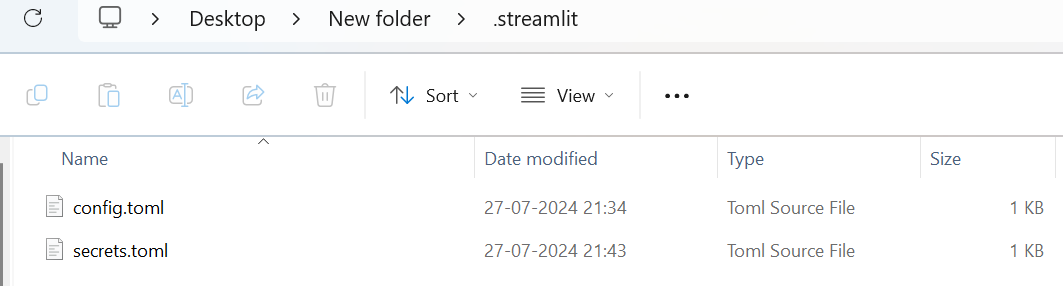 Desktop > New folder > .streamlit
Sort View
Name Date modified Type Size
config.toml 27-07-2024 21:34 Toml Source File 1 KB
secrets.toml 27-07-2024 21:43 Toml Source File 1 KB